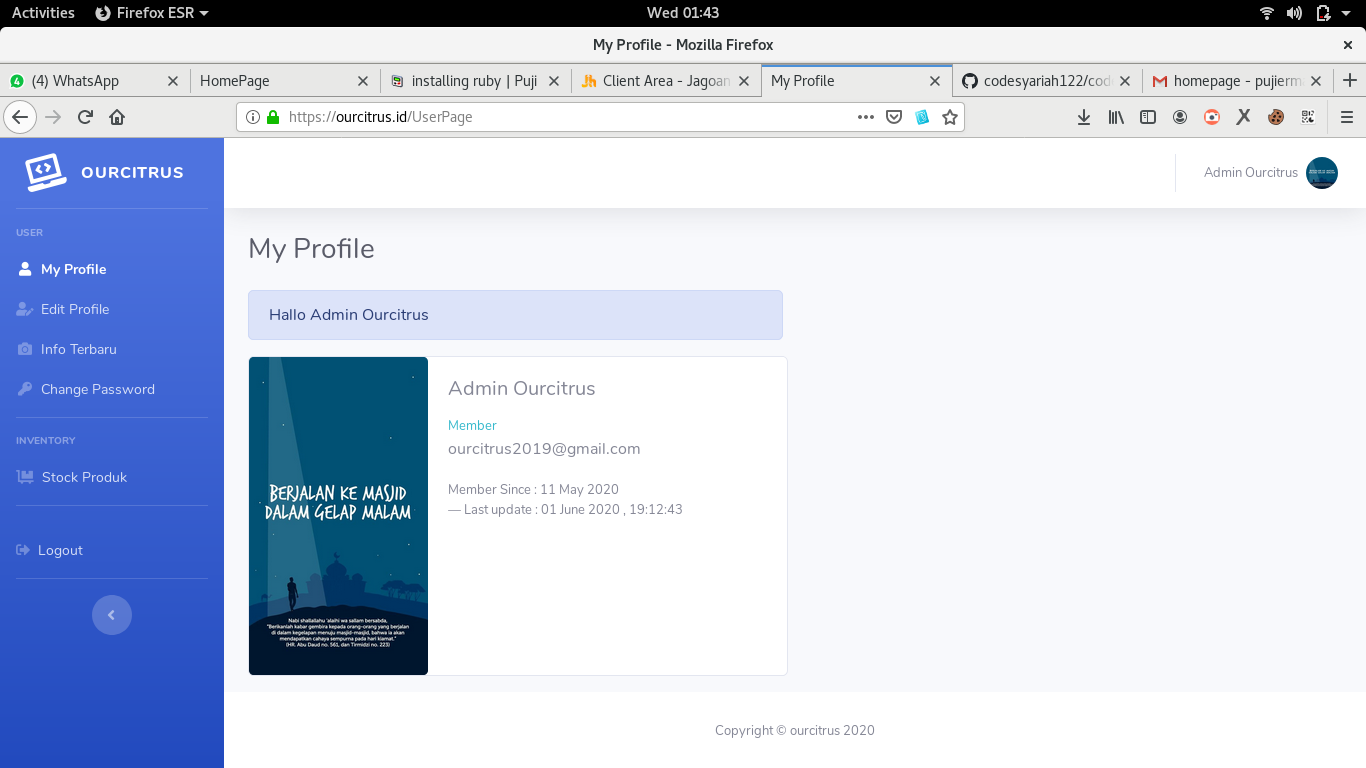 Activities Firefox ESR Wed 01:43
My Profile - Mozilla Firefox
(4) WhatsApp HomePage installing ruby | Puji Client Area - Jagoan My Profile codesyariah122/cod homepage - pujierm
https://ourcitrus.id/UserPage
OURCITRUS
Admin Ourcitrus
USER
My Profile
Edit Profile
Info Terbaru
Change Password
INVENTORY
Stock Produk
Logout
My Profile
Hallo Admin Ourcitrus
BERJALAN KE MASJID
DALAM GELAP MALAM
Nabi shallallahu 'alaihi wa sallam bersabda,
"Berikanlah kabar gembira kepada orang-orang yang berjalan
di dalam kegelapan menuju masjid-masjid, bahwa ia akan
mendapatkan cahaya sempurna pada hari kiamat."
(HR. Abu Daud no. 561, dan Tirmidzi no. 223)
Admin Ourcitrus
Member
ourcitrus2019@gmail.com
Member Since : 11 May 2020
— Last update : 01 June 2020 , 19:12:43
Copyright © ourcitrus 2020